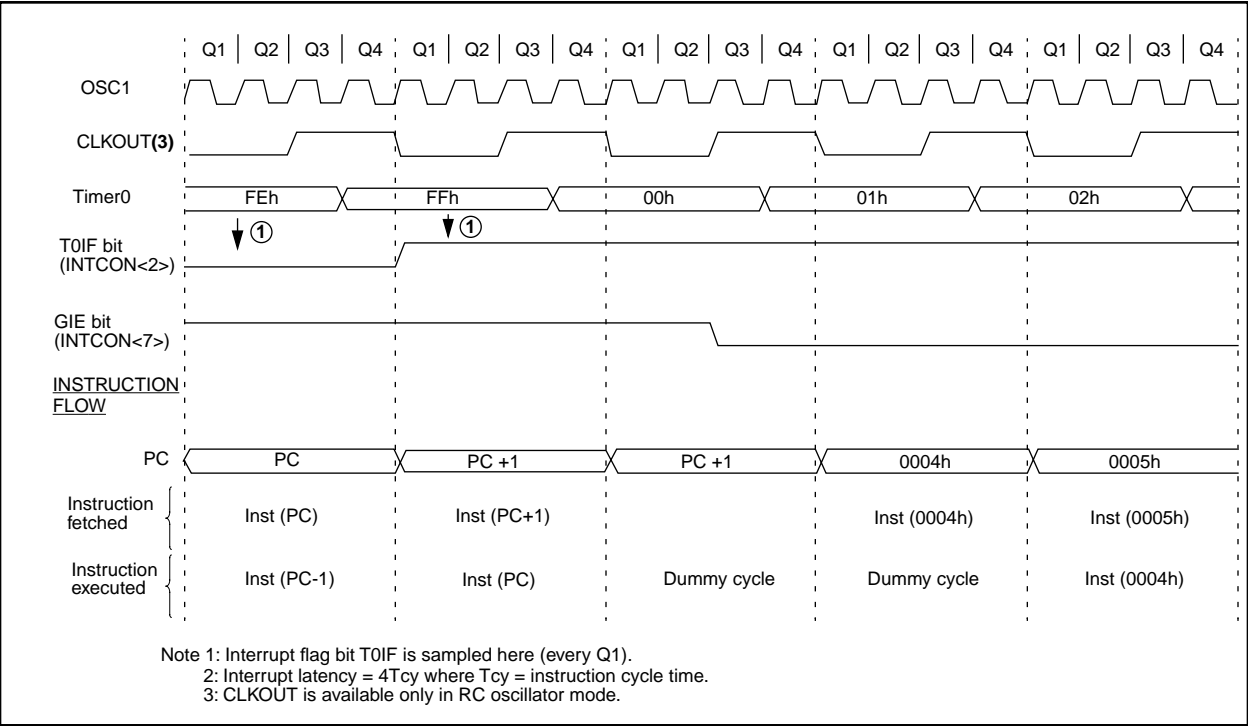 Q1 Q2 Q3 Q4 Q1 Q2 Q3 Q4 Q1 Q2 Q3 Q4 Q1 Q2 Q3 Q4 Q1 Q2 Q3 Q4
OSC1
CLKOUT(3)
Timer0 FEh FFh 00h 01h 02h
1 1
T0IF bit
(INTCON<2>)
GIE bit
(INTCON<7>)
INSTRUCTION
FLOW
PC PC PC +1 PC +1 0004h 0005h
Instruction
fetched
Inst (PC) Inst (PC+1) Inst (0004h) Inst (0005h)
Instruction
executed
Inst (PC-1) Inst (PC) Dummy cycle Dummy cycle Inst (0004h)
Note 1: Interrupt flag bit T0IF is sampled here (every Q1).
2: Interrupt latency = 4Tcy where Tcy = instruction cycle time.
3: CLKOUT is available only in RC oscillator mode.